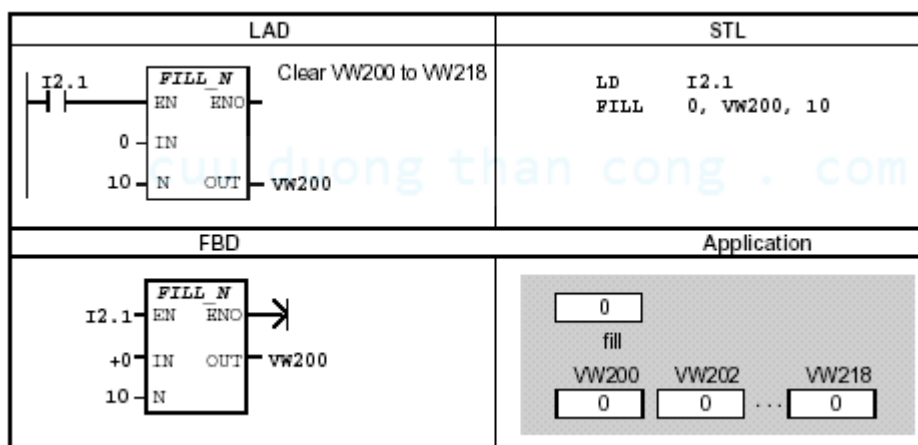 LAD
STL
I2.1
FILL_N
Clear VW200 to VW218
EN ENO
0 IN
10 N OUT VW200
LD I2.1
FILL 0, VW200, 10
cuu duong than cong . com
FBD
Application
FILL_N
I2.1 EN ENO
+0 IN OUT VW200
10 N
0
fill
VW200 VW202 VW218
0 0 ... 0